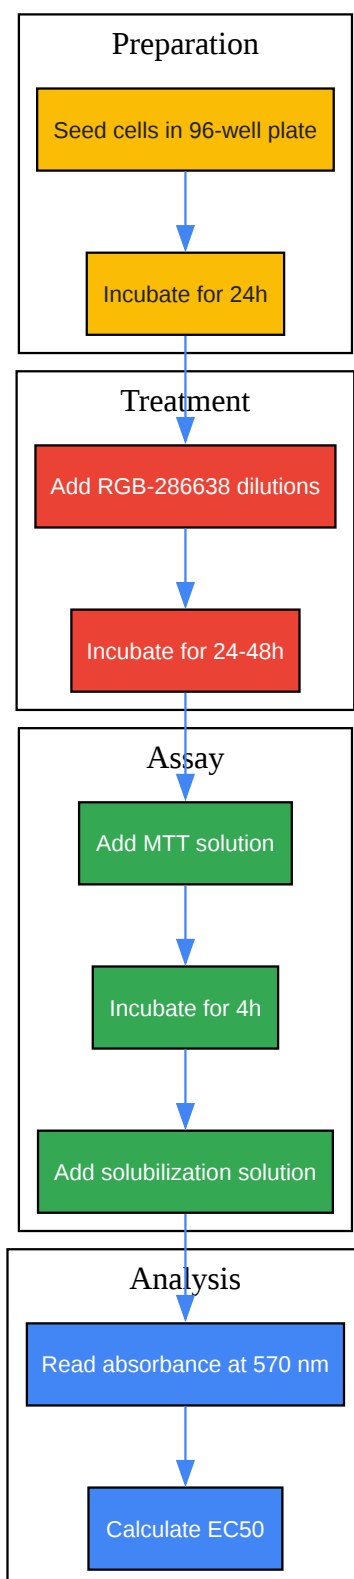 Preparation
Seed cells in 96-well plate
Incubate for 24h
Treatment
Add RGB-286638 dilutions
Incubate for 24-48h
Assay
Add MTT solution
Incubate for 4h
Add solubilization solution
Analysis
Read absorbance at 570 nm
Calculate EC50